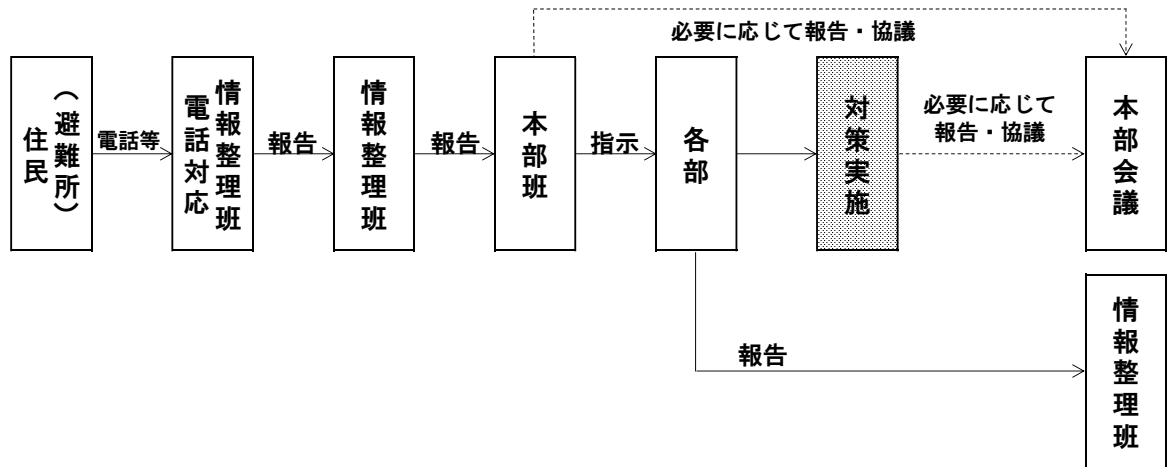 必要に応じて報告・協議
住民
（避難所）
電話等
情報整理班
電話対応
報告
情報整理班
報告
本部班
指示
各部
対策実施
必要に応じて
報告・協議
本部会議
報告
情報整理班